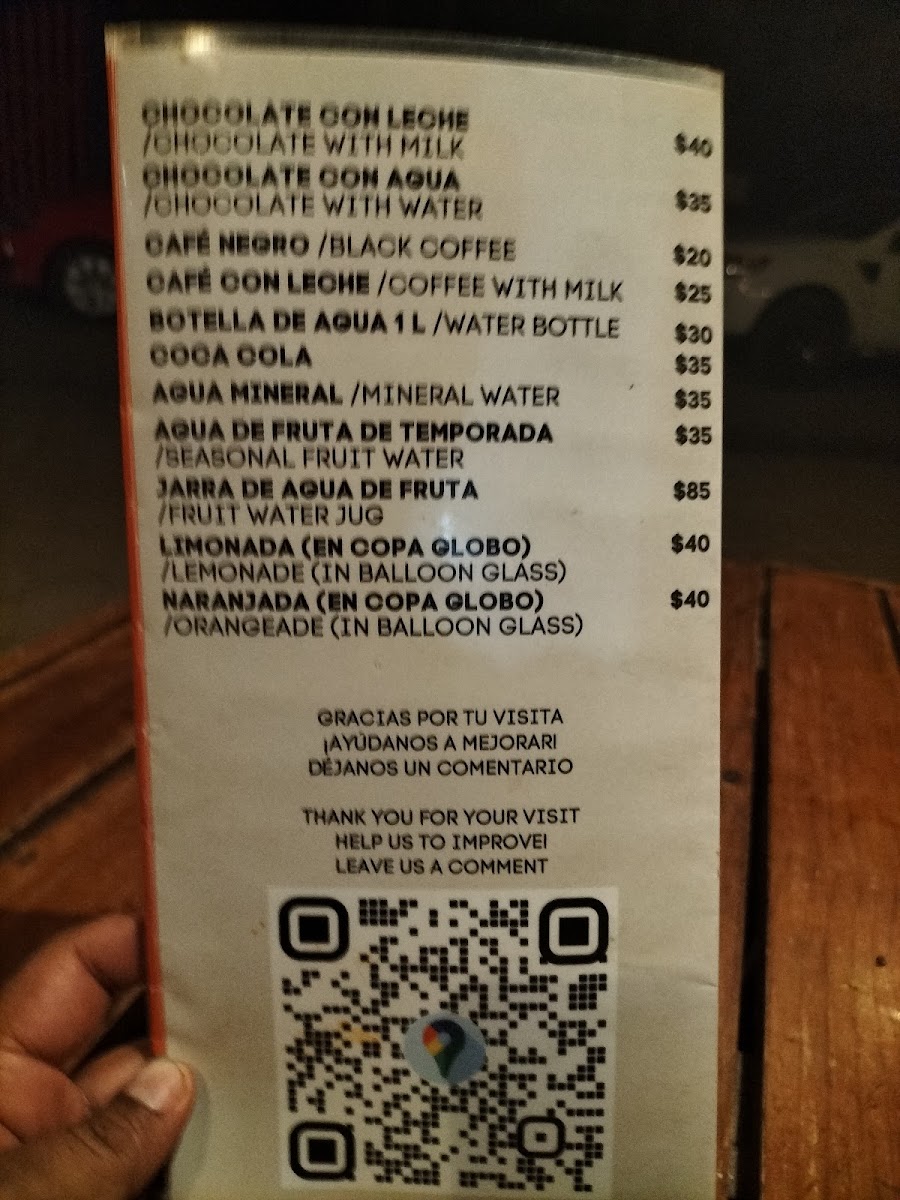 CHOCOLATE CON LECHE
/CHOCOLATE WITH MILK $40
CHOCOLATE CON AGUA
/CHOCOLATE WITH WATER $35
CAFÉ NEGRO /BLACK COFFEE $20
CAFÉ CON LECHE /COFFEE WITH MILK $25
BOTELLA DE AGUA 1 L /WATER BOTTLE $30
COCA COLA $35
AGUA MINERAL /MINERAL WATER $35
AGUA DE FRUTA DE TEMPORADA $35
/SEASONAL FRUIT WATER
JARRA DE AGUA DE FRUTA $85
/FRUIT WATER JUG
LIMONADA (EN COPA GLOBO) $40
/LEMONADE (IN BALLOON GLASS)
NARANJADA (EN COPA GLOBO) $40
/ORANGEADE (IN BALLOON GLASS)
GRACIAS POR TU VISITA
¡AYÚDANOS A MEJORAR!
DÉJANOS UN COMENTARIO
THANK YOU FOR YOUR VISIT
HELP US TO IMPROVE!
LEAVE US A COMMENT